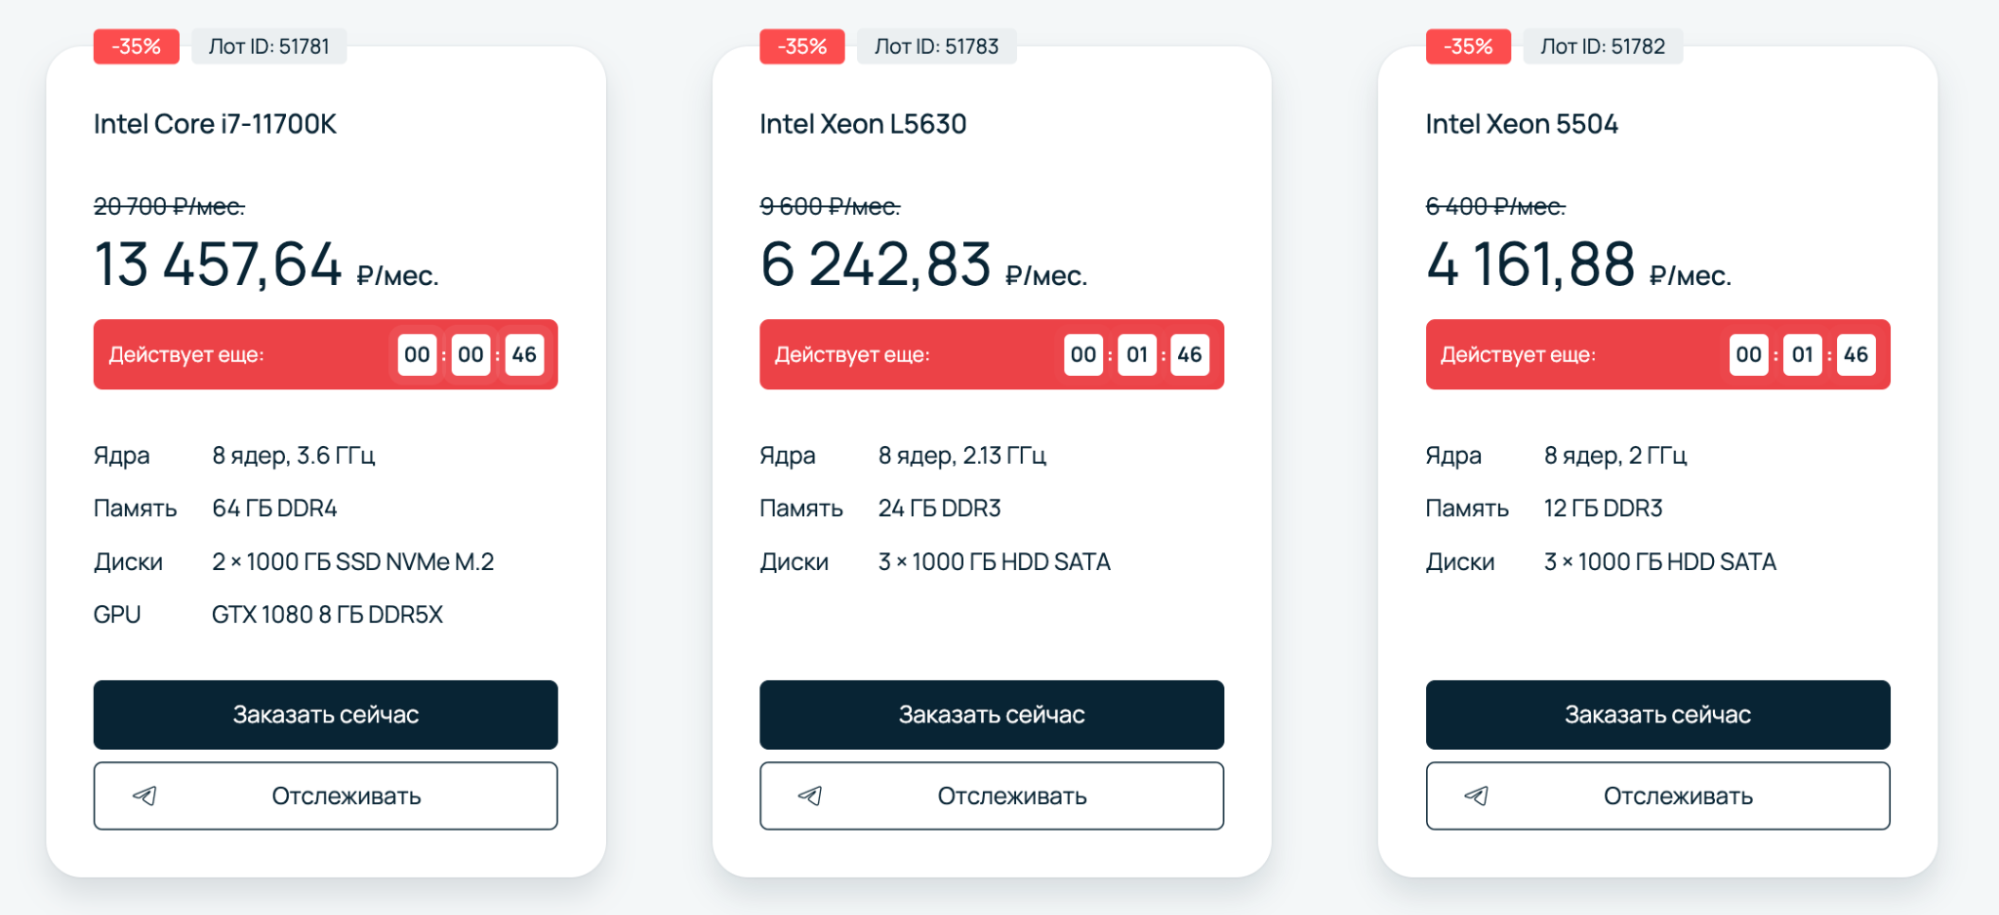 -35% Лот ID: 51781
Intel Core i7-11700K
20 700 ₽/мес.
13 457,64 ₽/мес.
Действует еще: 00 : 00 : 46
Ядра 8 ядер, 3.6 ГГц
Память 64 ГБ DDR4
Диски 2 × 1000 ГБ SSD NVMe M.2
GPU GTX 1080 8 ГБ DDR5X
Заказать сейчас
Отслеживать
-35% Лот ID: 51783
Intel Xeon L5630
9 600 ₽/мес.
6 242,83 ₽/мес.
Действует еще: 00 : 01 : 46
Ядра 8 ядер, 2.13 ГГц
Память 24 ГБ DDR3
Диски 3 × 1000 ГБ HDD SATA
Заказать сейчас
Отслеживать
-35% Лот ID: 51782
Intel Xeon 5504
6 400 ₽/мес.
4 161,88 ₽/мес.
Действует еще: 00 : 01 : 46
Ядра 8 ядер, 2 ГГц
Память 12 ГБ DDR3
Диски 3 × 1000 ГБ HDD SATA
Заказать сейчас
Отслеживать